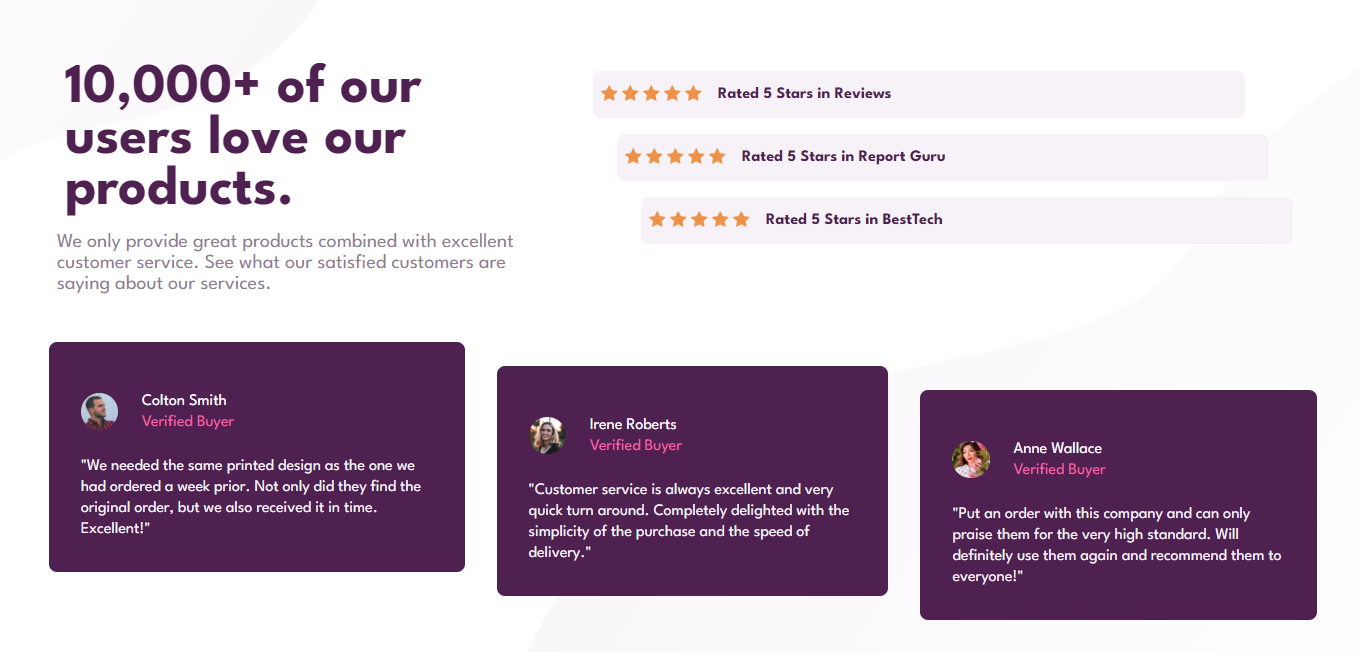 10,000+ of our
users love our
products.
We only provide great products combined with excellent
customer service. See what our satisfied customers are
saying about our services.
Rated 5 Stars in Reviews
Rated 5 Stars in Report Guru
Rated 5 Stars in BestTech
Colton Smith
Verified Buyer
"We needed the same printed design as the one we
had ordered a week prior. Not only did they find the
original order, but we also received it in time.
Excellent!"
Irene Roberts
Verified Buyer
"Customer service is always excellent and very
quick turn around. Completely delighted with the
simplicity of the purchase and the speed of
delivery."
Anne Wallace
Verified Buyer
"Put an order with this company and can only
praise them for the very high standard. Will
definitely use them again and recommend them to
everyone!"